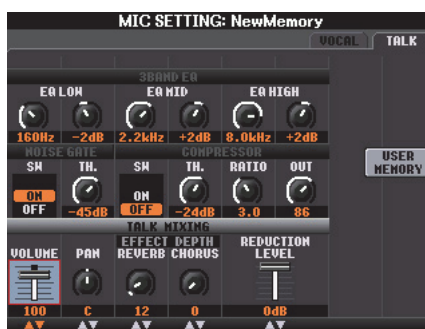 MIC SETTING: NewMemory
VOCAL TALK
3BAND EQ
EQ LOW EQ MID EQ HIGH
160Hz -2dB 2.2kHz +2dB 8.0kHz +2dB
NOISE GATE COMPRESSOR
SW TH. SW TH. RATIO OUT
USER
MEMORY
ON ON
OFF -45dB OFF -24dB 3.0 86
TALK MIXING
EFFECT DEPTH REDUCTION
VOLUME PAN REVERB CHORUS LEVEL
100 C 12 0 0dB